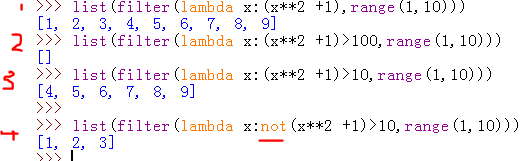 1 >>> list(filter(lambda x:(x**2 +1),range(1,10)))
[1, 2, 3, 4, 5, 6, 7, 8, 9]
2 >>> list(filter(lambda x:(x**2 +1)>100,range(1,10)))
[]
3 >>> list(filter(lambda x:(x**2 +1)>10,range(1,10)))
[4, 5, 6, 7, 8, 9]
>>>
4 >>> list(filter(lambda x:not(x**2 +1)>10,range(1,10)))
[1, 2, 3]
>>>